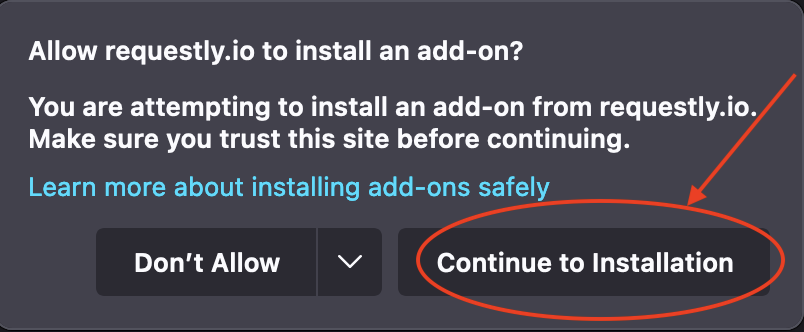 Allow requestly.io to install an add-on?
You are attempting to install an add-on from requestly.io.
Make sure you trust this site before continuing.
Learn more about installing add-ons safely
Don’t Allow
Continue to Installation